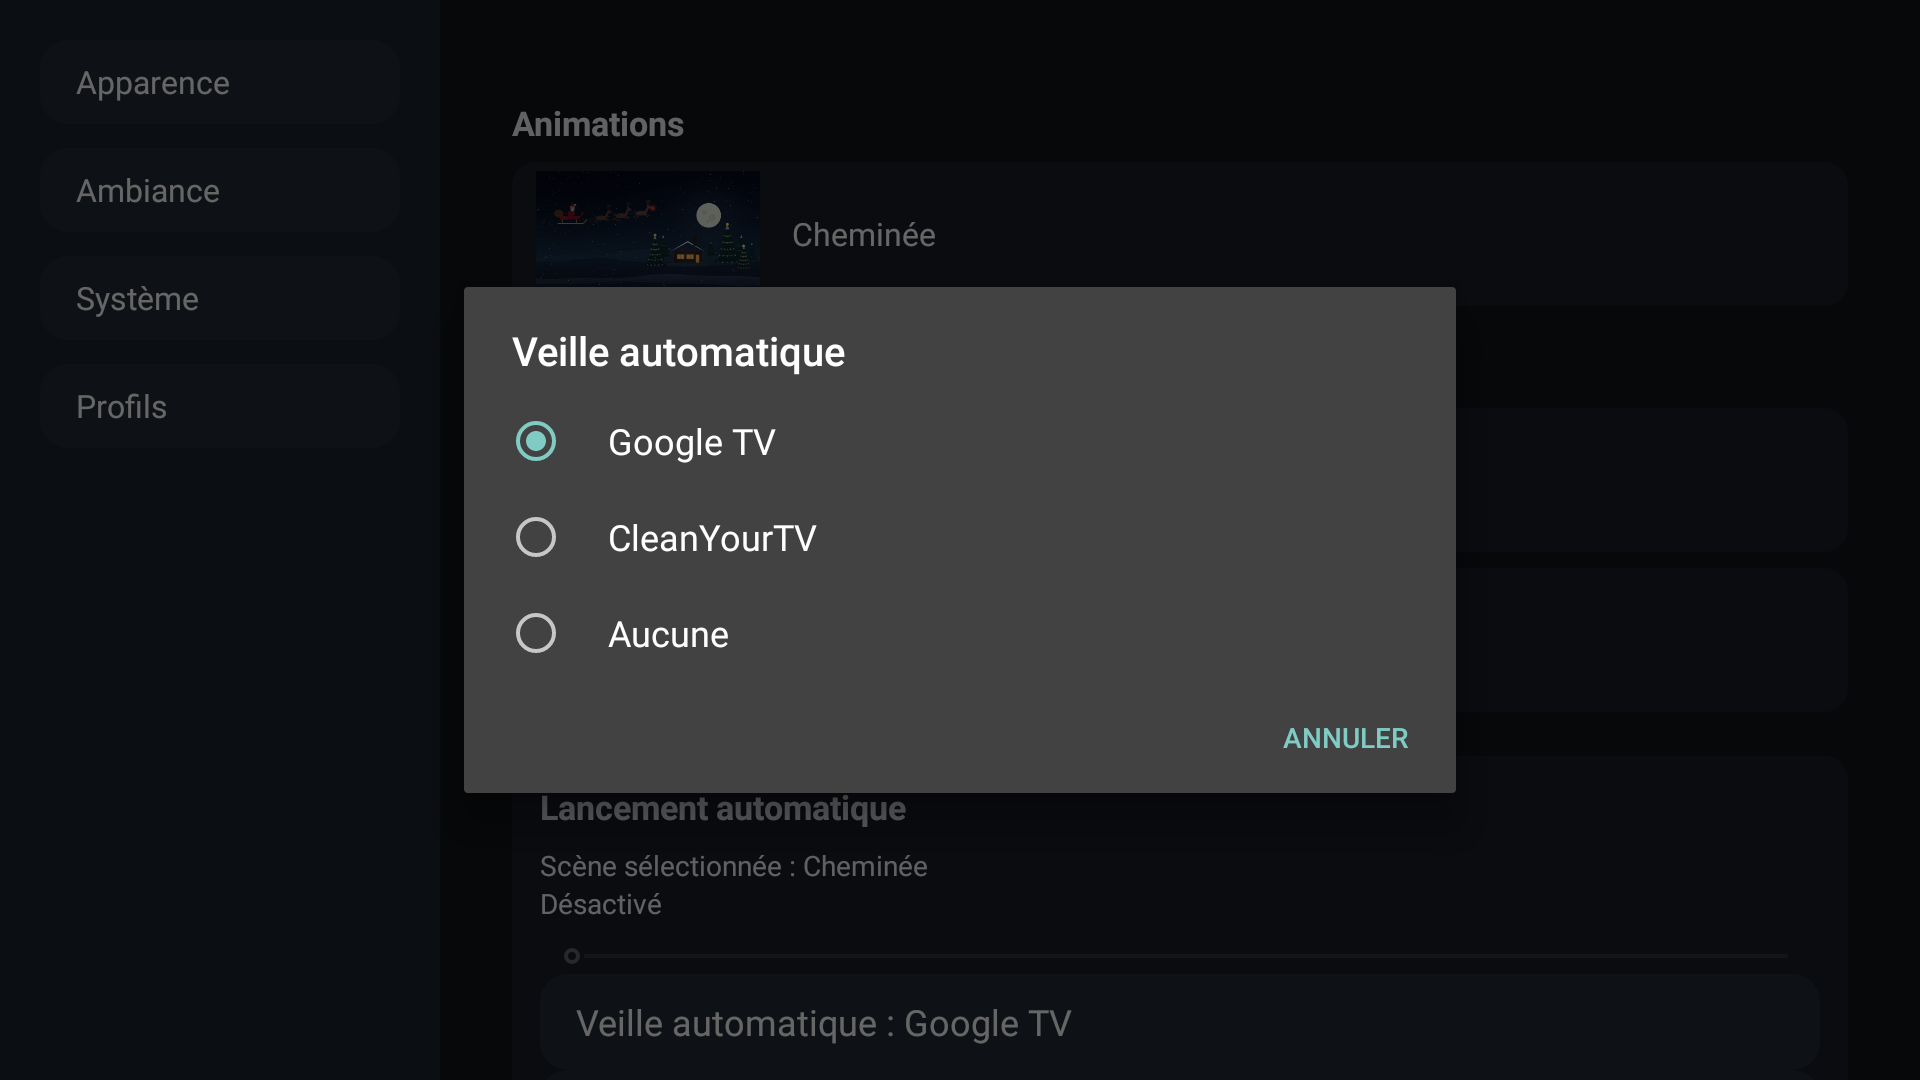 Apparence
Ambiance
Système
Profils
Animations
Cheminée
Veille automatique
Google TV
CleanYourTV
Aucune
ANNULER
Lancement automatique
Scène sélectionnée : Cheminée
Désactivé
Veille automatique : Google TV